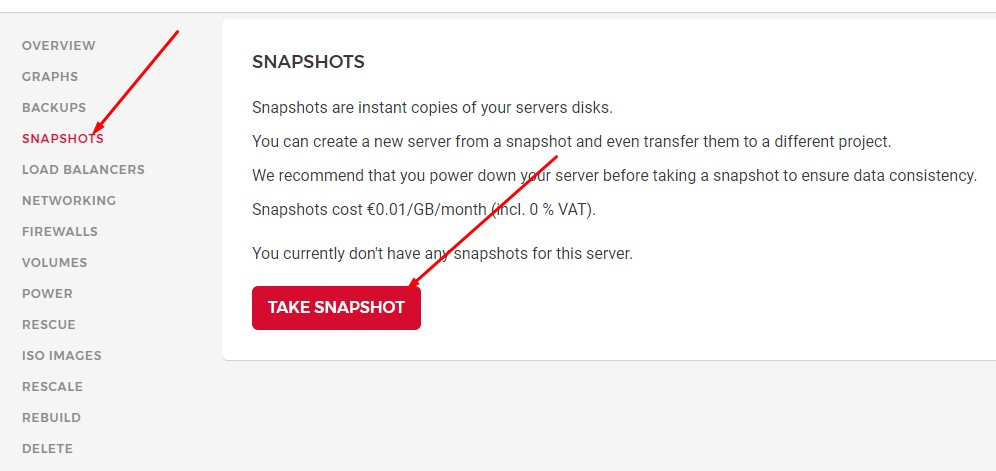 OVERVIEW
GRAPHS
BACKUPS
SNAPSHOTS
LOAD BALANCERS
NETWORKING
FIREWALLS
VOLUMES
POWER
RESCUE
ISO IMAGES
RESCALE
REBUILD
DELETE
SNAPSHOTS
Snapshots are instant copies of your servers disks.
You can create a new server from a snapshot and even transfer them to a different project.
We recommend that you power down your server before taking a snapshot to ensure data consistency.
Snapshots cost €0.01/GB/month (incl. 0 % VAT).
You currently don't have any snapshots for this server.
TAKE SNAPSHOT